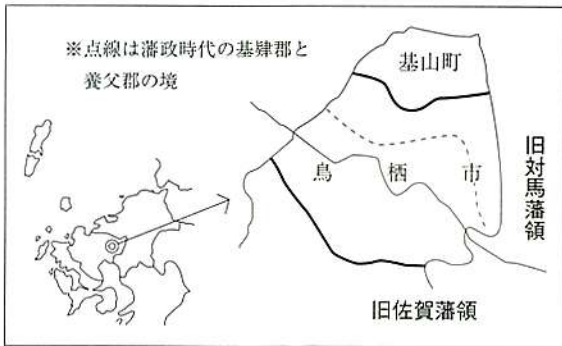 ※点線は藩政時代の基肄郡と
養父郡の境
基山町
鳥栖市
旧対馬藩領
旧佐賀藩領